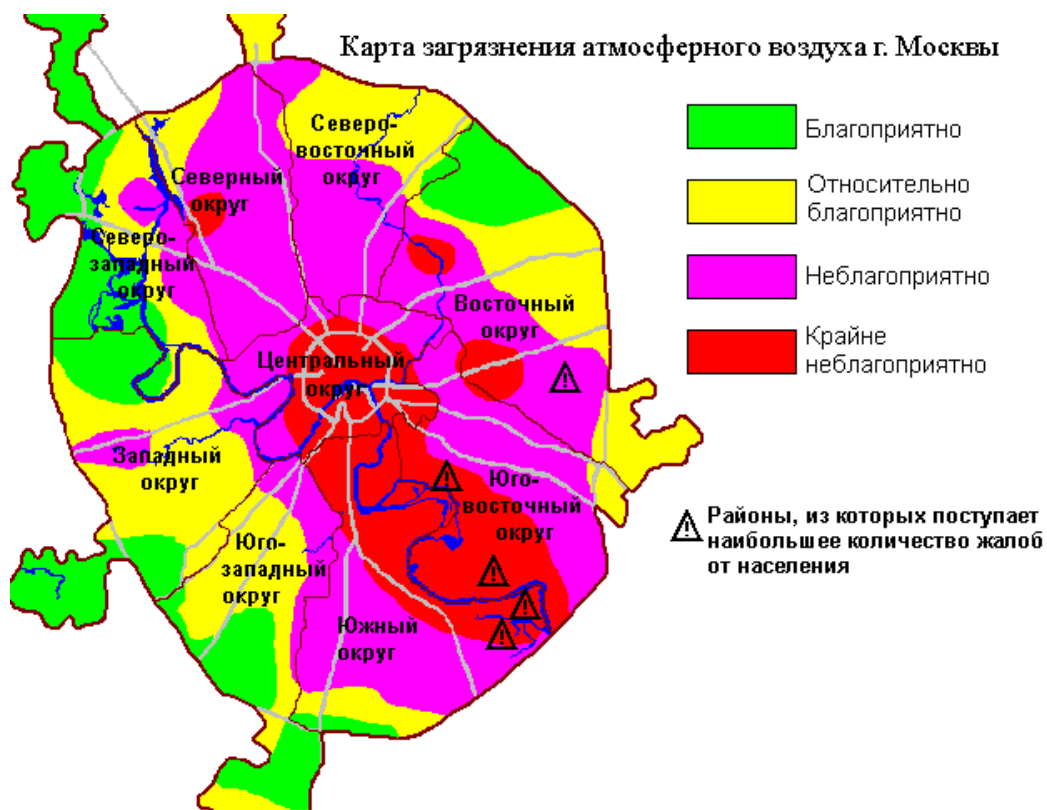 Карта загрязнения атмосферного воздуха г. Москвы
Благоприятно
Относительно
благоприятно
Неблагоприятно
Крайне
неблагоприятно
Северо-
восточный
округ
Северный
округ
Северо-
западный
округ
Восточный
округ
Центральный
округ
Западный
округ
Юго-
восточный
округ
Юго-
западный
округ
Южный
округ
Районы, из которых поступает
наибольшее количество жалоб
от населения